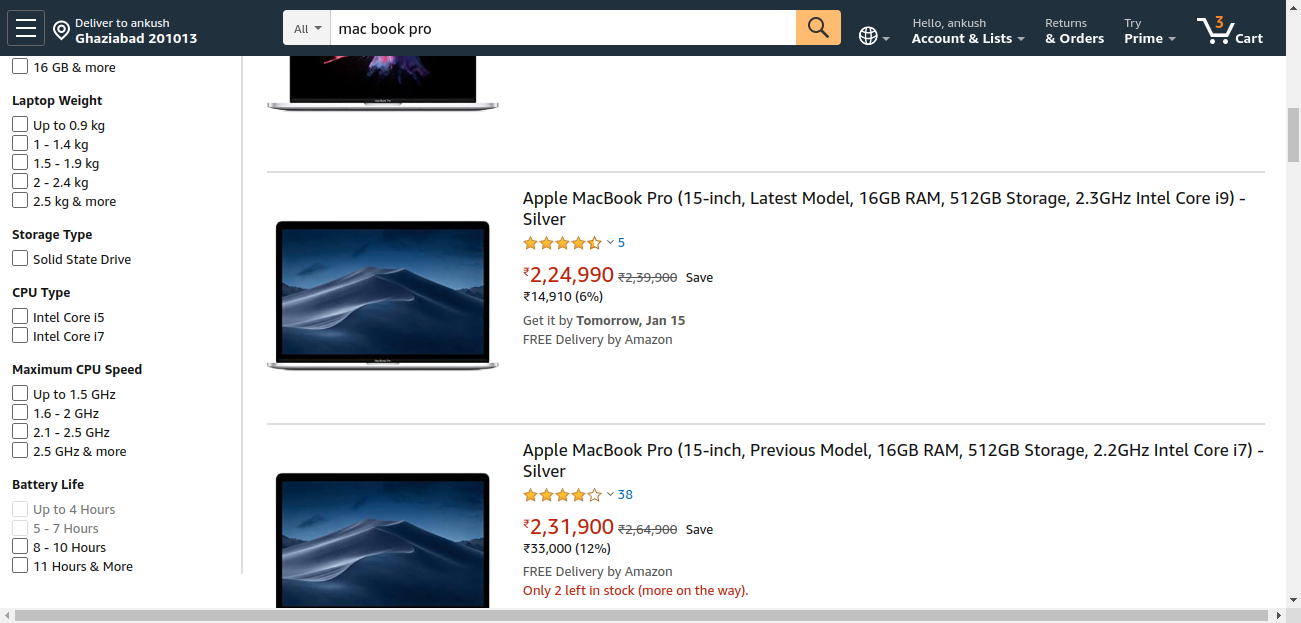 Deliver to ankush
Ghaziabad 201013
All
mac book pro
Hello, ankush
Account & Lists
Returns
& Orders
Try
Prime
3
Cart
16 GB & more
Laptop Weight
Up to 0.9 kg
1 - 1.4 kg
1.5 - 1.9 kg
2 - 2.4 kg
2.5 kg & more
Storage Type
Solid State Drive
CPU Type
Intel Core i5
Intel Core i7
Maximum CPU Speed
Up to 1.5 GHz
1.6 - 2 GHz
2.1 - 2.5 GHz
2.5 GHz & more
Battery Life
Up to 4 Hours
5 - 7 Hours
8 - 10 Hours
11 Hours & More
Apple MacBook Pro (15-inch, Latest Model, 16GB RAM, 512GB Storage, 2.3GHz Intel Core i9) -
Silver
5
₹2,24,990 ₹2,39,900 Save
₹14,910 (6%)
Get it by Tomorrow, Jan 15
FREE Delivery by Amazon
Apple MacBook Pro (15-inch, Previous Model, 16GB RAM, 512GB Storage, 2.2GHz Intel Core i7) -
Silver
38
₹2,31,900 ₹2,64,900 Save
₹33,000 (12%)
FREE Delivery by Amazon
Only 2 left in stock (more on the way).